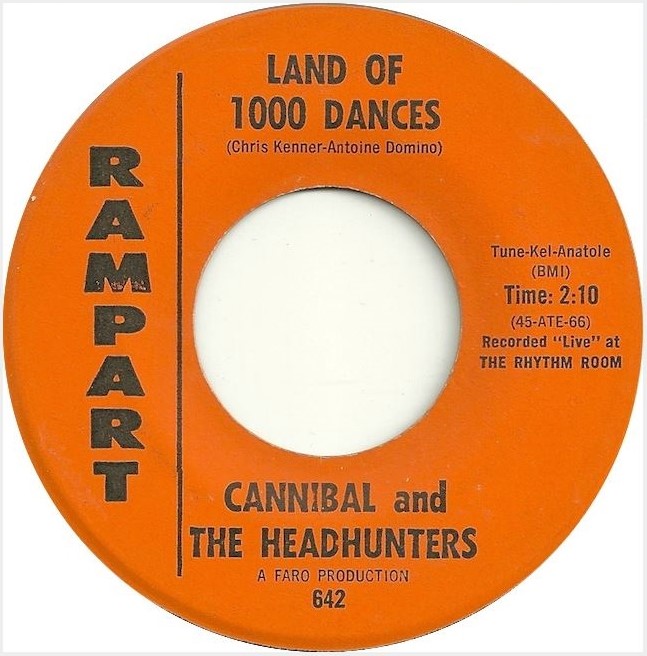 LAND OF
1000 DANCES
(Chris Kenner-Antoine Domino)
RAMPART
Tune-Kel-Anatole
(BMI)
Time: 2:10
(45-ATE-66)
Recorded "Live" at
THE RHYTHM ROOM
CANNIBAL and
THE HEADHUNTERS
A FARO PRODUCTION
642